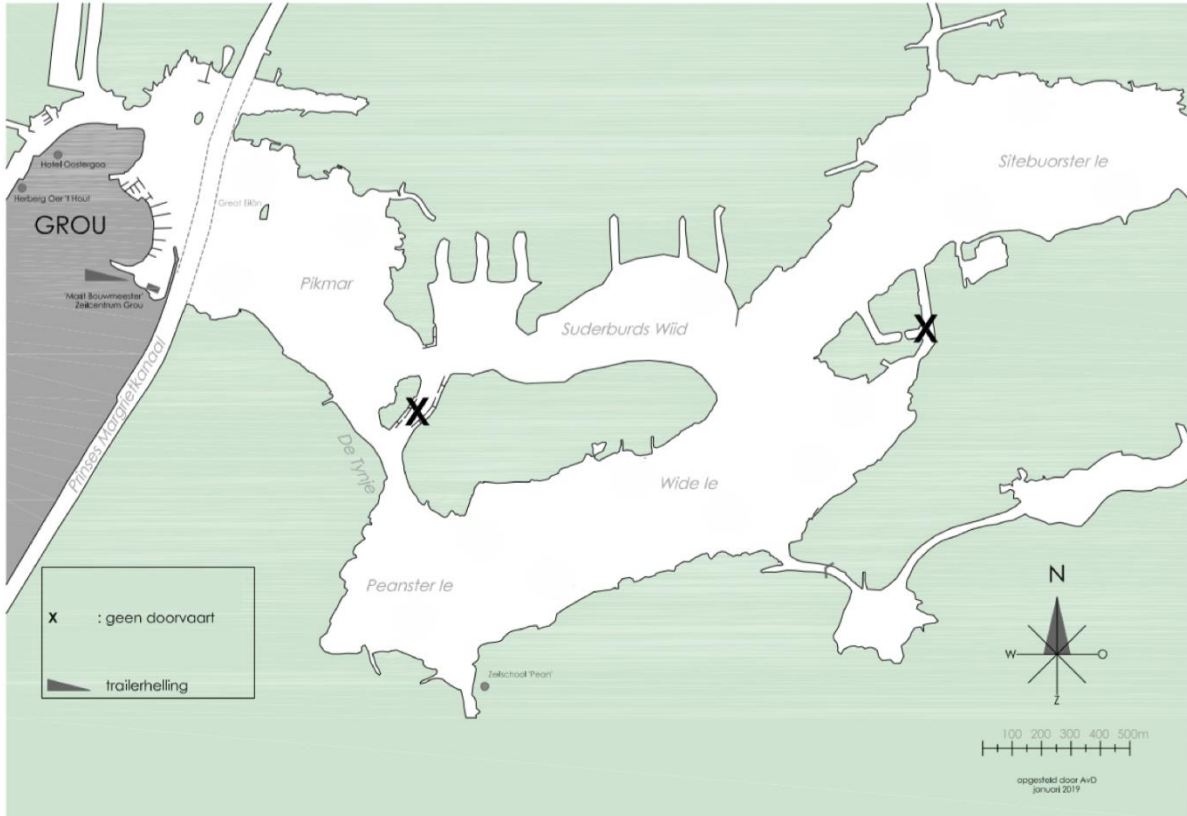 Hotel Oostergoo
Herberg Oer 't Hout
GROU
'Maat Bouwmeester'
Zeilcentrum Grou
Prinses Margrietkanaal
Great Eilân
Pikmar
Suderburds Wiid
Sitebuorster Ie
De Tynje
Wide Ie
Peanster Ie
Zeilschool 'Pean'
X : geen doorvaart
trailerhelling
X
X
N
W O
Z
100 200 300 400 500m
opgesteld door AvD
januari 2019